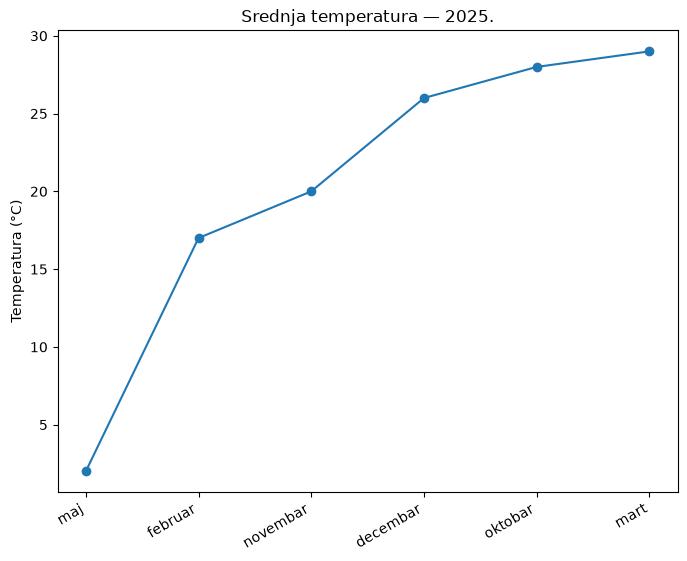 Srednja temperatura — 2025.
Temperatura (°C)
30
25
20
15
10
5
maj
februar
novembar
decembar
oktobar
mart